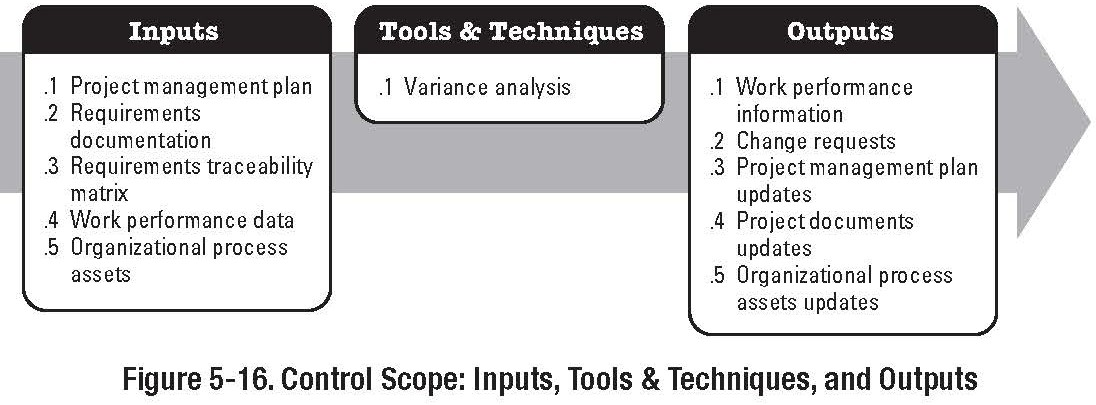 Inputs
.1 Project management plan
.2 Requirements
documentation
.3 Requirements traceability
matrix
.4 Work performance data
.5 Organizational process
assets
Tools & Techniques
.1 Variance analysis
Outputs
.1 Work performance
information
.2 Change requests
.3 Project management plan
updates
.4 Project documents
updates
.5 Organizational process
assets updates
Figure 5-16. Control Scope: Inputs, Tools & Techniques, and Outputs